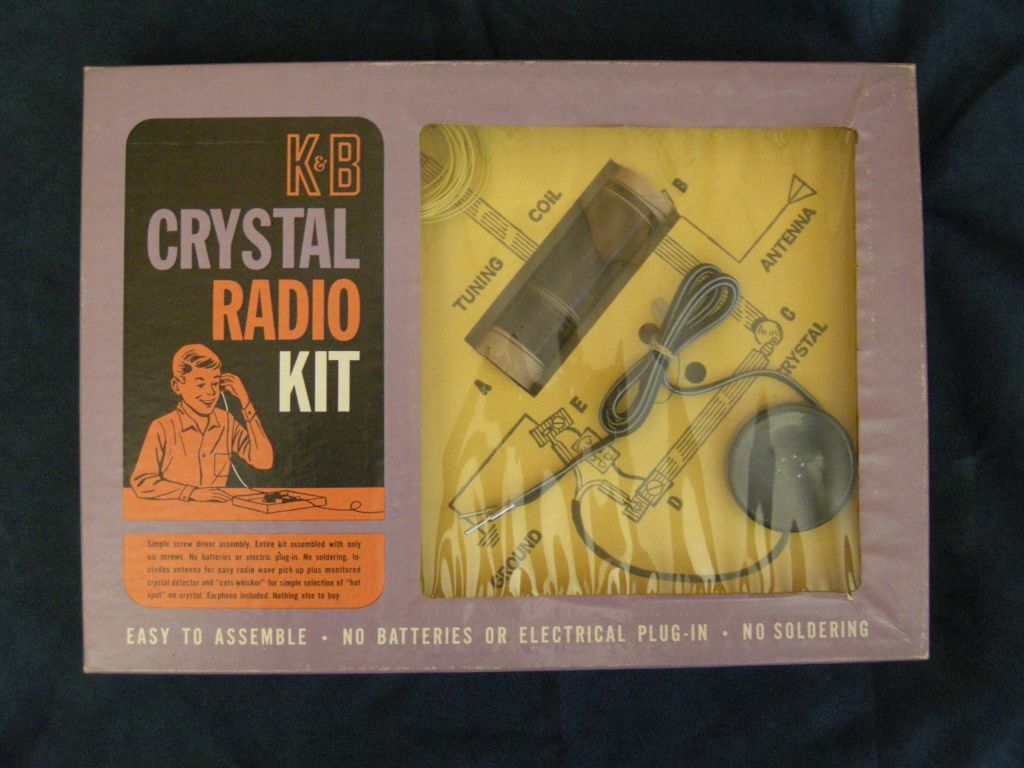 K&B
CRYSTAL
RADIO
KIT
Simple screw driver assembly. Entire kit assembled with only
six screws. No batteries or electric plug-in. No soldering. In-
cludes antenna for easy radio wave pick-up plus monitored
crystal detector and "cats whisker" for simple selection of "hot
spot" on crystal. Earphone included. Nothing else to buy.
TUNING COIL
B
ANTENNA
C
CRYSTAL
A
E
D
GROUND
EASY TO ASSEMBLE • NO BATTERIES OR ELECTRICAL PLUG-IN • NO SOLDERING